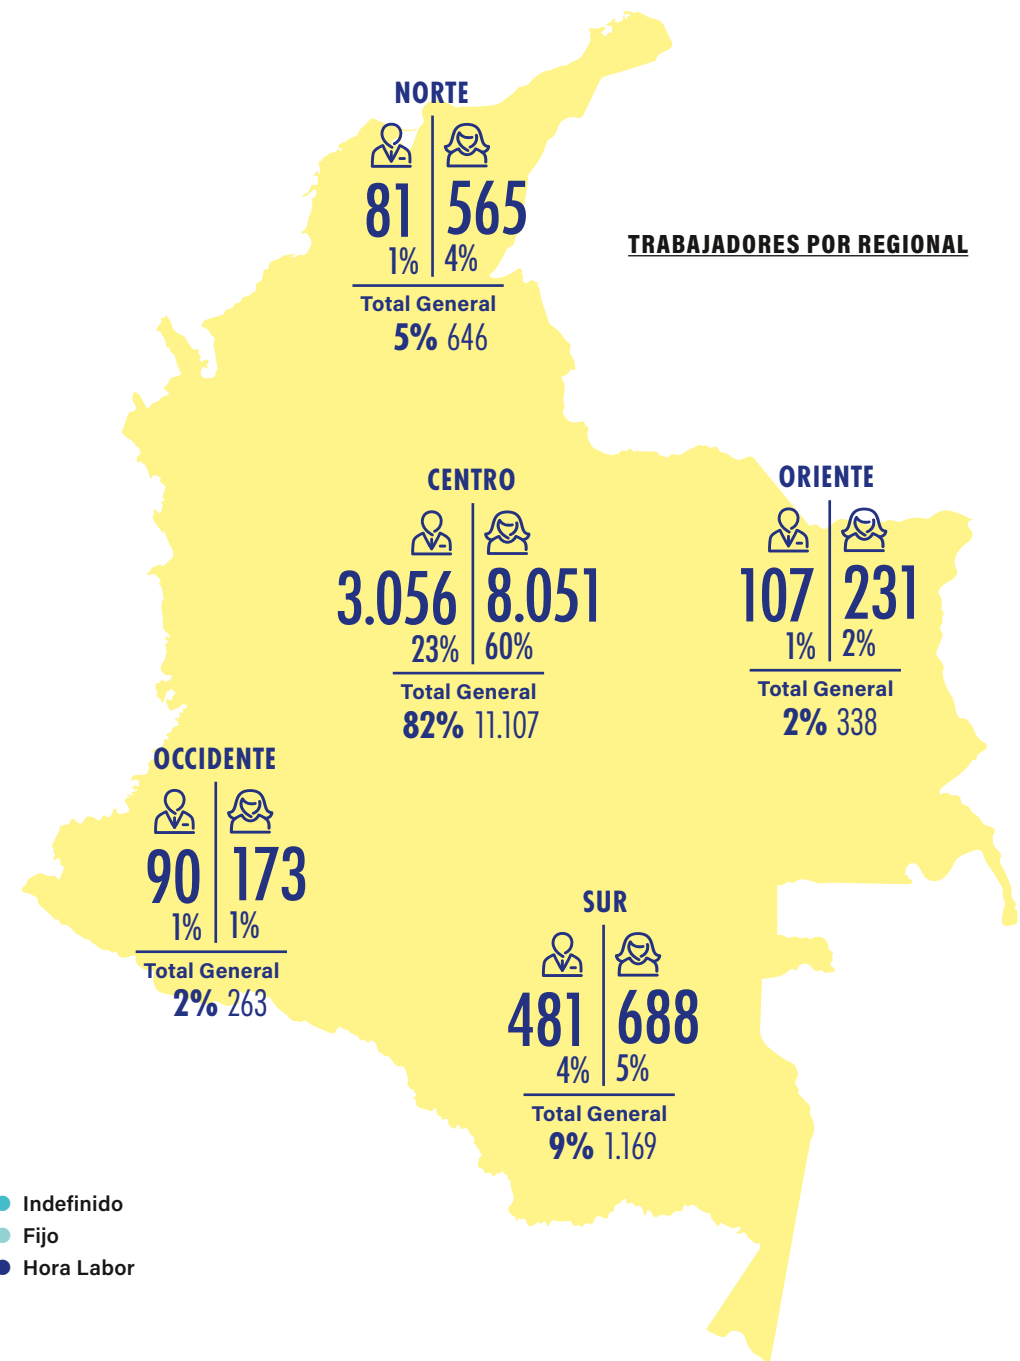 NORTE
81 565
1% 4%
Total General
5% 646
TRABAJADORES POR REGIONAL
CENTRO
3.056 8.051
23% 60%
Total General
82% 11.107
ORIENTE
107 231
1% 2%
Total General
2% 338
OCCIDENTE
90 173
1% 1%
Total General
2% 263
SUR
481 688
4% 5%
Total General
9% 1.169
Indefinido
Fijo
Hora Labor